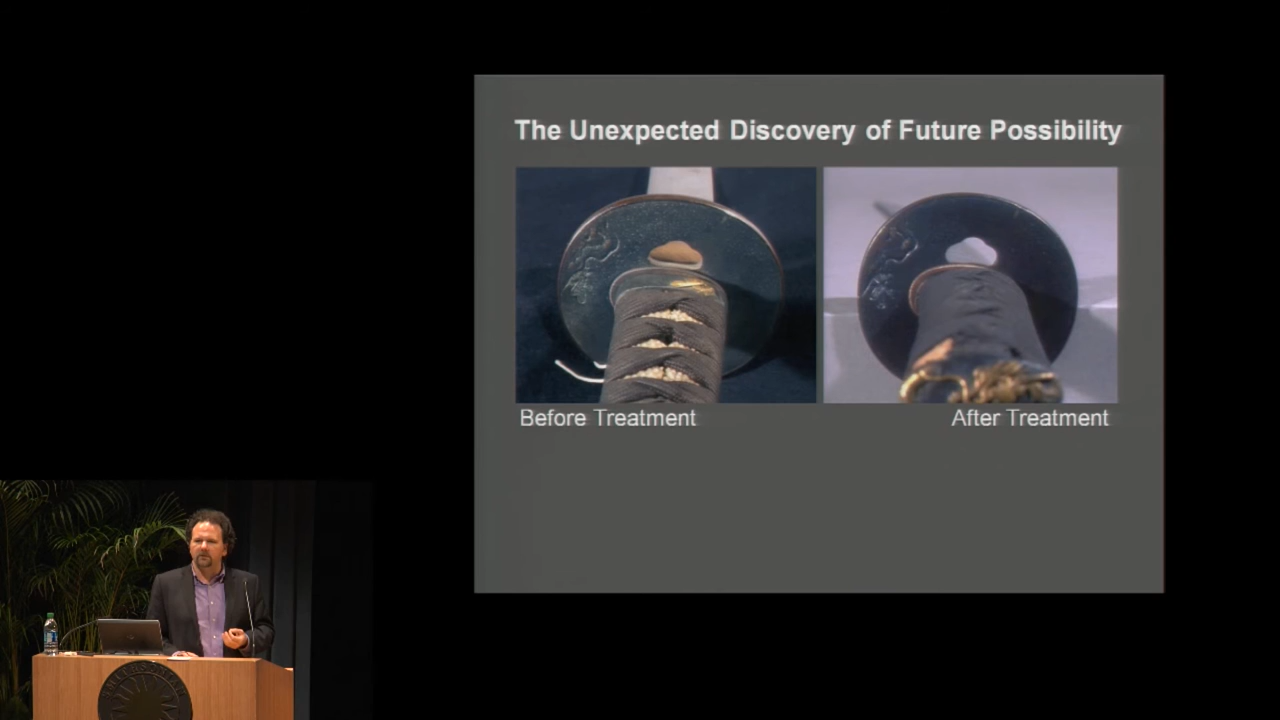 The Unexpected Discovery of Future Possibility
Before Treatment
After Treatment